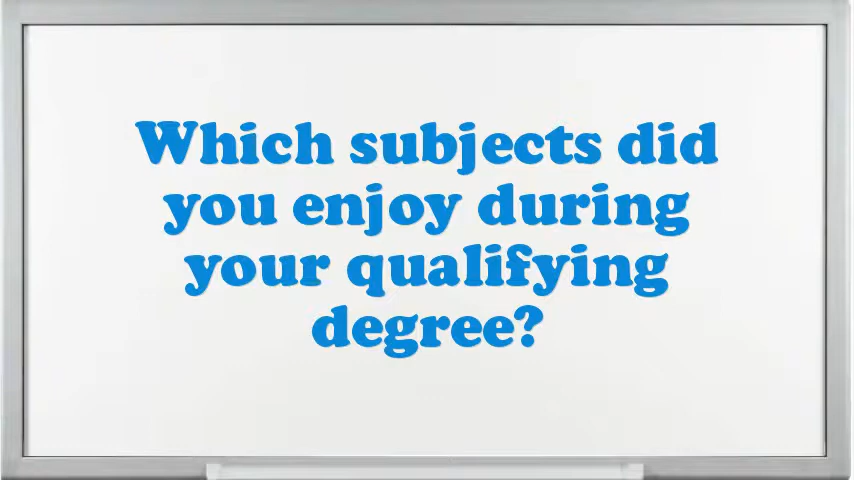 Which subjects did
you enjoy during
your qualifying
degree?